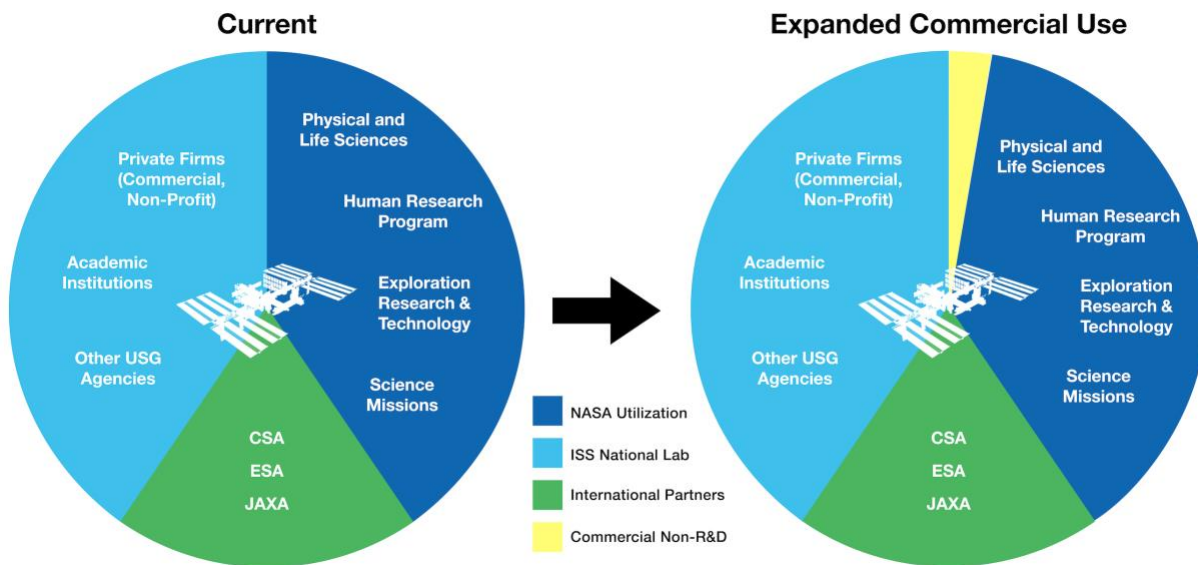 Current
Physical and
Life Sciences
Private Firms
(Commercial,
Non-Profit)
Human Research
Program
Academic
Institutions
Exploration
Research &
Technology
Other USG
Agencies
Science
Missions
CSA
ESA
JAXA
NASA Utilization
ISS National Lab
International Partners
Commercial Non-R&D
Expanded Commercial Use
Physical and
Life Sciences
Private Firms
(Commercial,
Non-Profit)
Human Research
Program
Academic
Institutions
Exploration
Research &
Technology
Other USG
Agencies
Science
Missions
CSA
ESA
JAXA